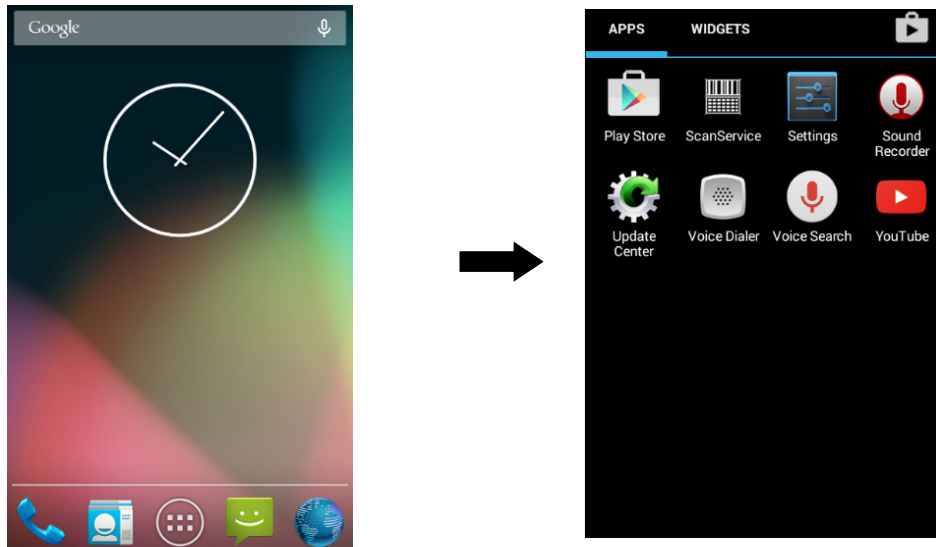 Google
APPS WIDGETS
Play Store ScanService Settings Sound
Recorder
Update
Center Voice Dialer Voice Search YouTube